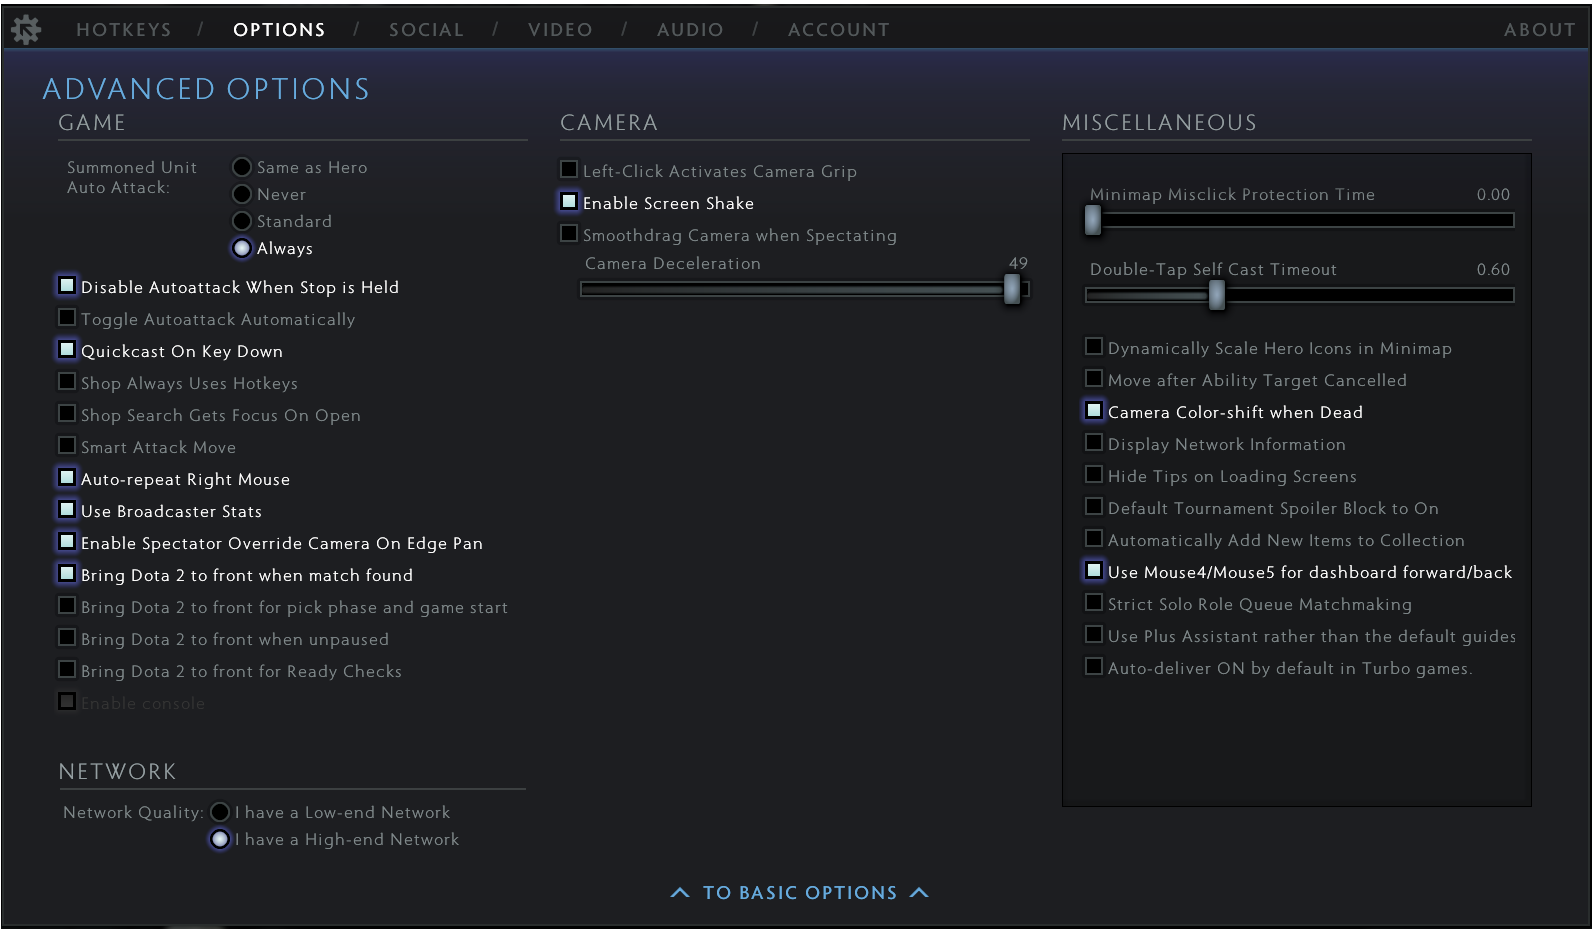 HOTKEYS / OPTIONS / SOCIAL / VIDEO / AUDIO / ACCOUNT ABOUT
ADVANCED OPTIONS
GAME
Summoned Unit
Auto Attack:
Same as Hero
Never
Standard
Always
Disable Autoattack When Stop is Held
Toggle Autoattack Automatically
Quickcast On Key Down
Shop Always Uses Hotkeys
Shop Search Gets Focus On Open
Smart Attack Move
Auto-repeat Right Mouse
Use Broadcaster Stats
Enable Spectator Override Camera On Edge Pan
Bring Dota 2 to front when match found
Bring Dota 2 to front for pick phase and game start
Bring Dota 2 to front when unpaused
Bring Dota 2 to front for Ready Checks
Enable console
NETWORK
Network Quality:
I have a Low-end Network
I have a High-end Network
CAMERA
Left-Click Activates Camera Grip
Enable Screen Shake
Smoothdrag Camera when Spectating
Camera Deceleration 49
MISCELLANEOUS
Minimap Misclick Protection Time 0.00
Double-Tap Self Cast Timeout 0.60
Dynamically Scale Hero Icons in Minimap
Move after Ability Target Cancelled
Camera Color-shift when Dead
Display Network Information
Hide Tips on Loading Screens
Default Tournament Spoiler Block to On
Automatically Add New Items to Collection
Use Mouse4/Mouse5 for dashboard forward/back
Strict Solo Role Queue Matchmaking
Use Plus Assistant rather than the default guides
Auto-deliver ON by default in Turbo games.
TO BASIC OPTIONS